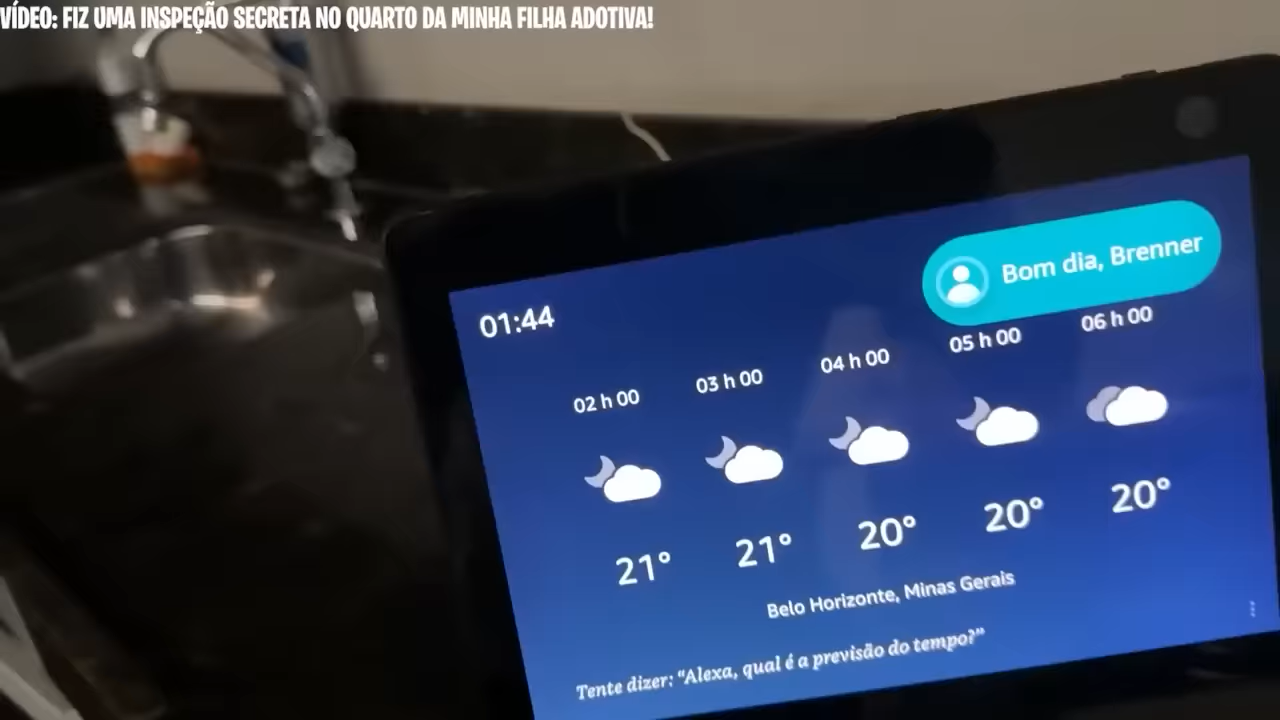 VÍDEO: FIZ UMA INSPEÇÃO SECRETA NO QUARTO DA MINHA FILHA ADOTIVA!
Bom dia, Brenner
01:44
02 h 00 03 h 00 04 h 00 05 h 00 06 h 00
21° 21° 20° 20° 20°
Belo Horizonte, Minas Gerais
Tente dizer: “Alexa, qual é a previsão do tempo?”